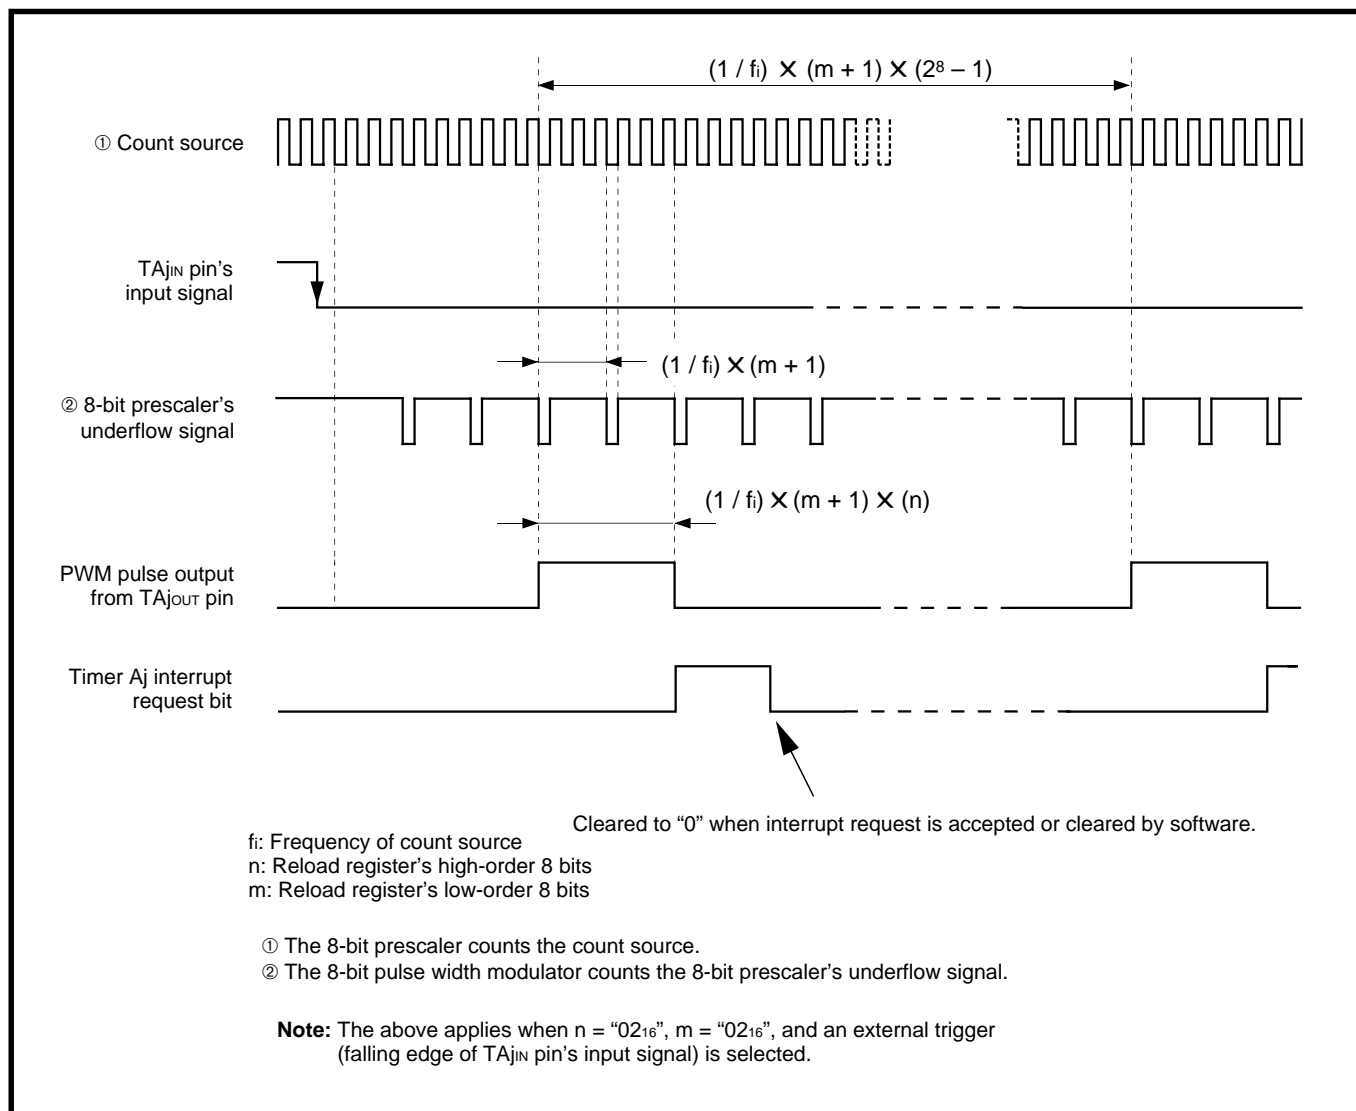 (1 / fi) × (m + 1) × (2⁸ – 1)
① Count source
TAjIN pin’s
input signal
(1 / fi) × (m + 1)
② 8-bit prescaler’s
underflow signal
(1 / fi) × (m + 1) × (n)
PWM pulse output
from TAjOUT pin
Timer Aj interrupt
request bit
Cleared to “0” when interrupt request is accepted or cleared by software.
fi: Frequency of count source
n: Reload register’s high-order 8 bits
m: Reload register’s low-order 8 bits
① The 8-bit prescaler counts the count source.
② The 8-bit pulse width modulator counts the 8-bit prescaler’s underflow signal.
Note: The above applies when n = “02₁₆”, m = “02₁₆”, and an external trigger
(falling edge of TAjIN pin’s input signal) is selected.